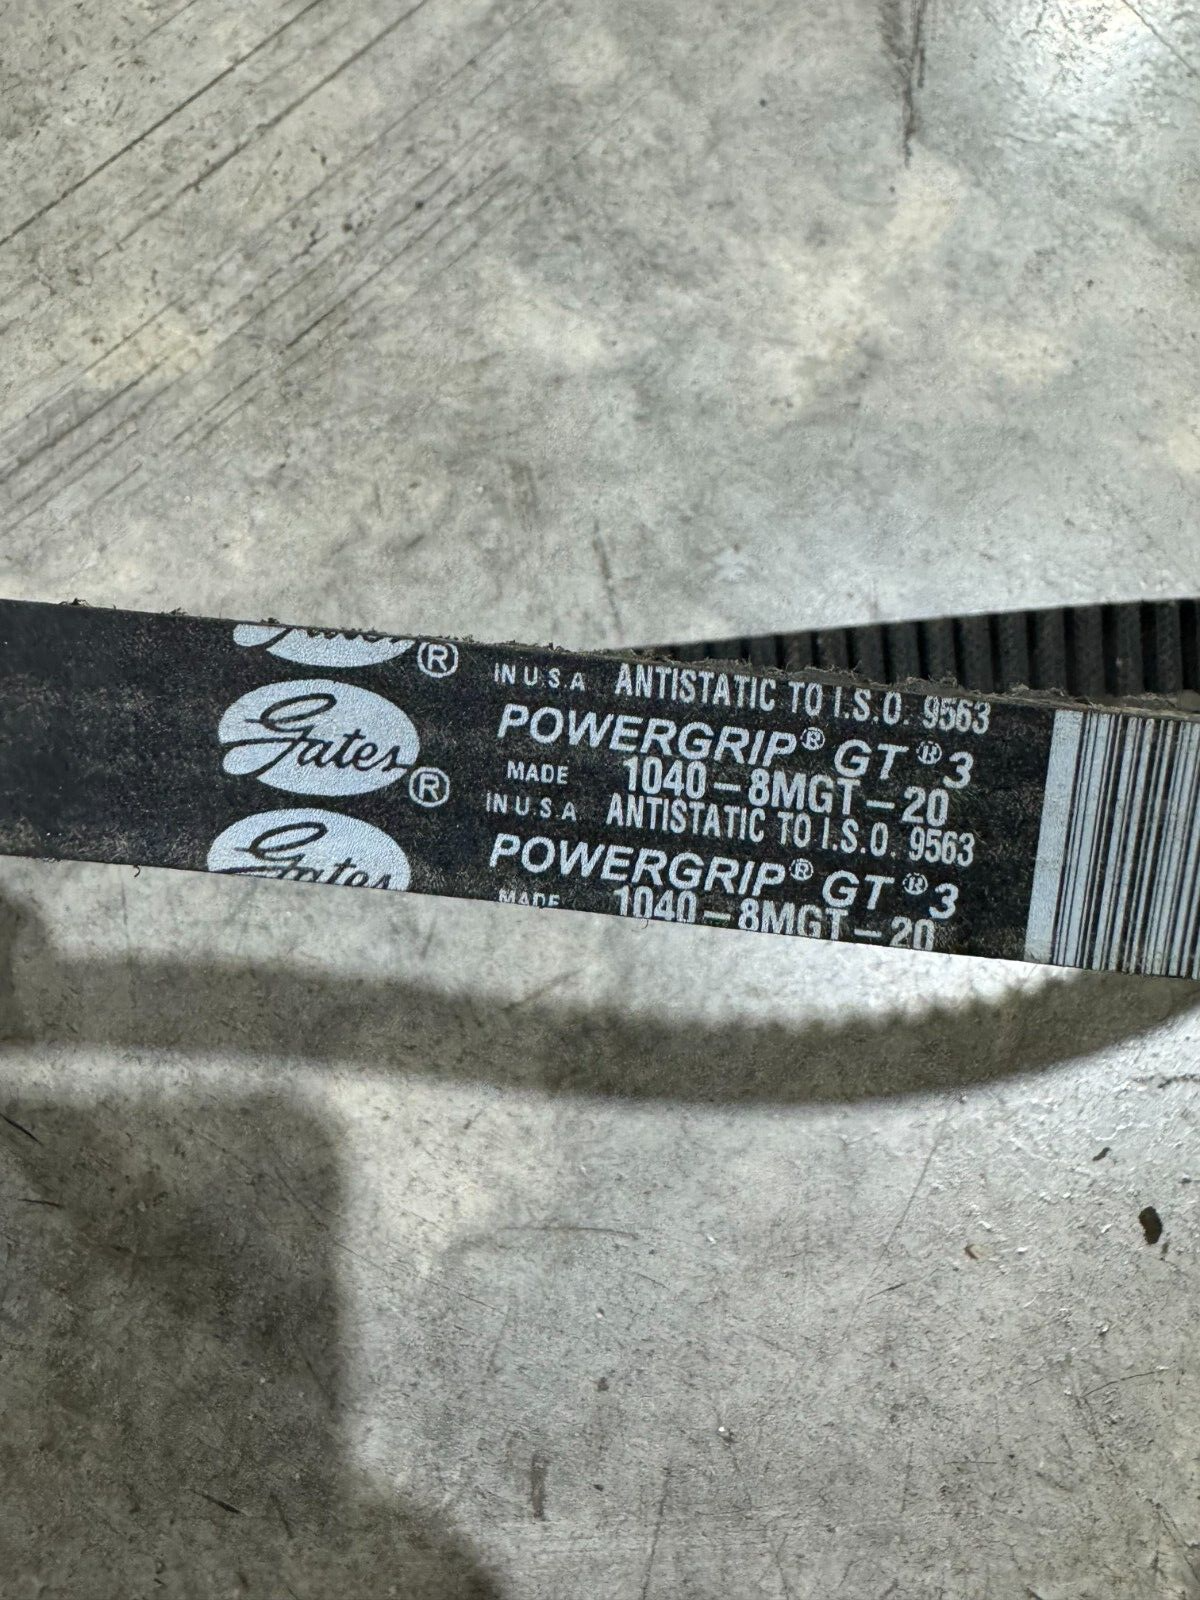 Gates ®
IN U.S.A ANTISTATIC TO I.S.O. 9563
POWERGRIP® GT®3
Gates ®
MADE 1040-8MGT-20
IN U.S.A ANTISTATIC TO I.S.O. 9563
POWERGRIP® GT®3
Gates
MADE 1040-8MGT-20